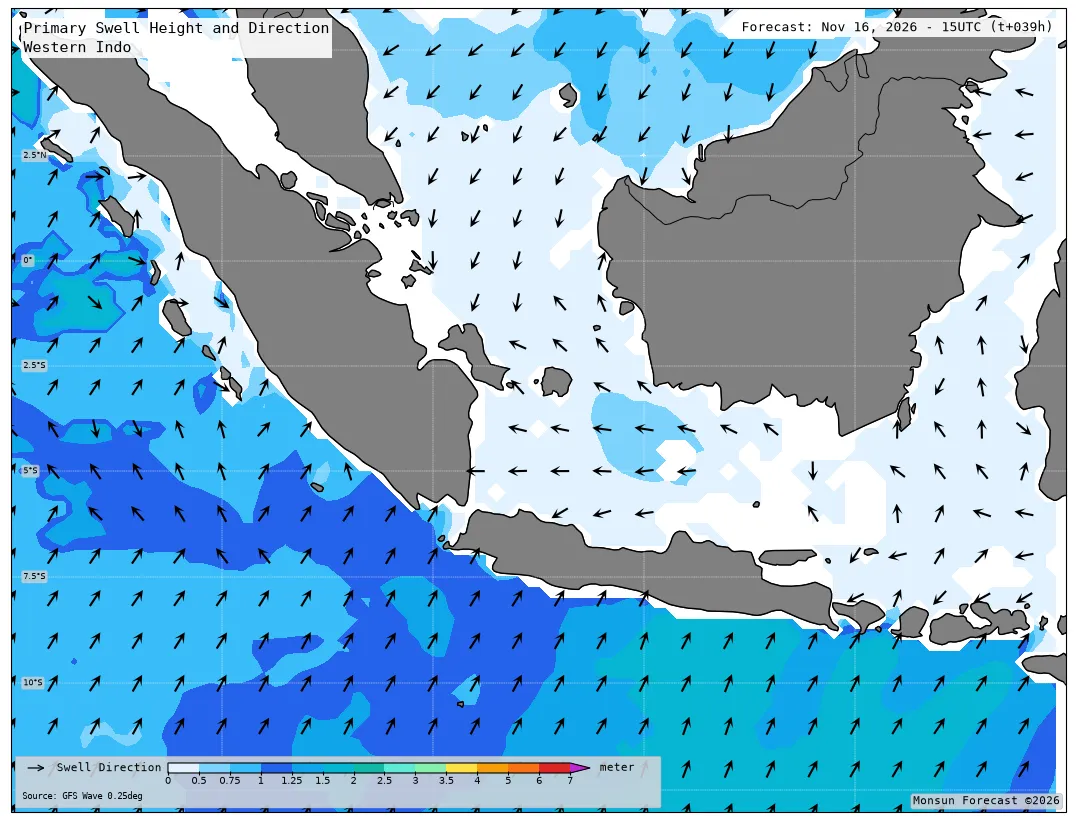 Primary Swell Height and Direction
Western Indo
Forecast: Nov 16, 2026 - 15UTC (t+039h)
2.5°N
0°
2.5°S
5°S
7.5°S
10°S
Swell Direction
0 0.5 0.75 1 1.25 1.5 2 2.5 3 3.5 4 5 6 7
meter
Source: GFS Wave 0.25deg
Monsun Forecast ©2026